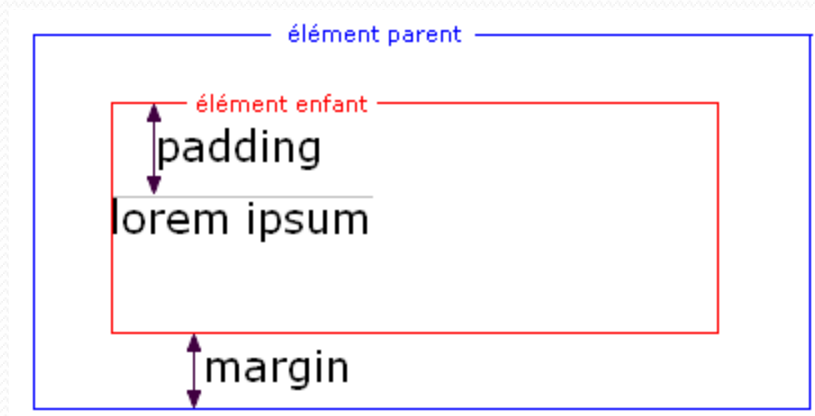 élément parent
élément enfant
padding
lorem ipsum
margin